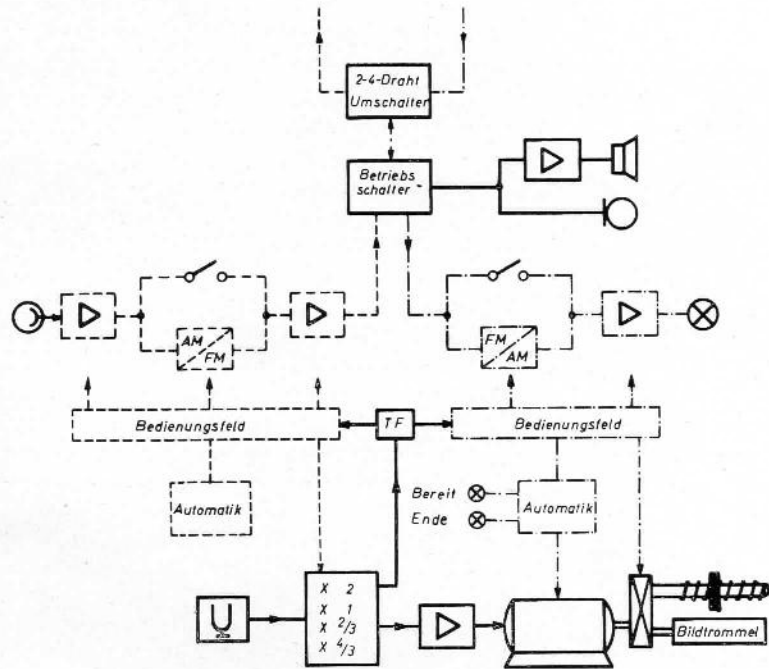 2-4-Draht
Umschalter
Betriebs
schalter
AM
FM
FM
AM
Bedienungsfeld
TF
Bedienungsfeld
Automatik
Bereit
Ende
Automatik
X 2
X 1
X 2/3
X 4/3
Bildtrommel